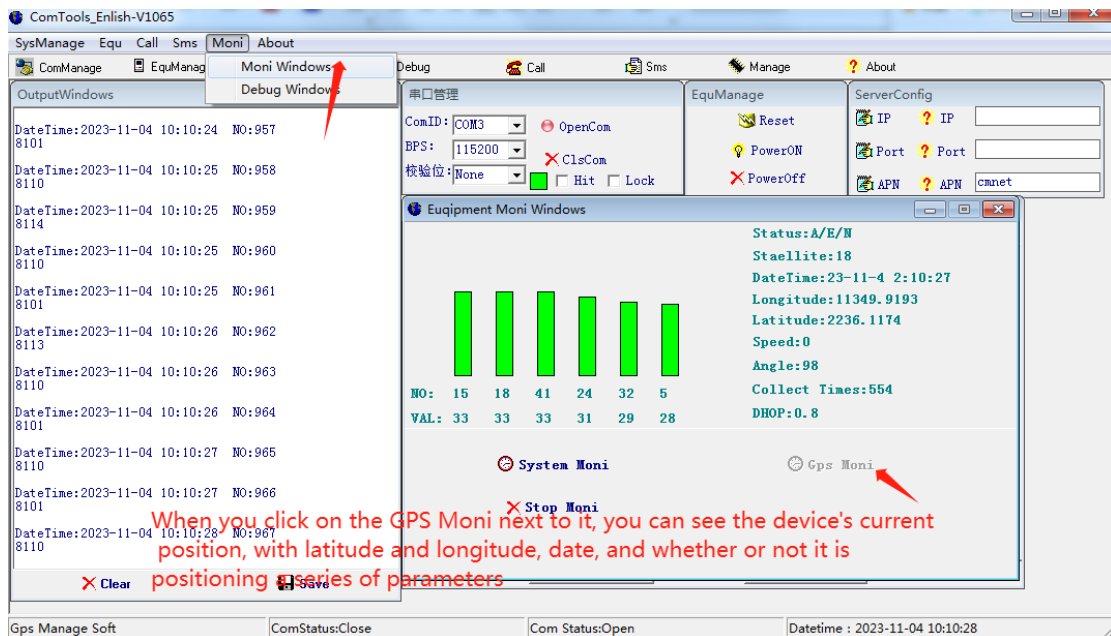 ComTools_Enlish-V1065
SysManage Equ Call Sms Moni About
Moni Windows
Debug Windows
ComManage EquManag Debug Call Sms Manage About
OutputWindows
DateTime:2023-11-04 10:10:24 NO:957
8101
DateTime:2023-11-04 10:10:25 NO:958
8110
DateTime:2023-11-04 10:10:25 NO:959
8114
DateTime:2023-11-04 10:10:25 NO:960
8110
DateTime:2023-11-04 10:10:25 NO:961
8101
DateTime:2023-11-04 10:10:26 NO:962
8113
DateTime:2023-11-04 10:10:26 NO:963
8110
DateTime:2023-11-04 10:10:26 NO:964
8101
DateTime:2023-11-04 10:10:27 NO:965
8110
DateTime:2023-11-04 10:10:27 NO:966
8101
DateTime:2023-11-04 10:10:28 NO:967
8110
Clear Save
串口管理
ComID: COM3 OpenCom
BPS: 115200 ClsCom
校验位: None Hit Lock
EquManage
Reset
PowerON
PowerOff
ServerConfig
IP ? IP
Port ? Port
APN ? APN cmnet
Euqipment Moni Windows
Status:A/E/N
Staellite:18
DateTime:23-11-4 2:10:27
Longitude:11349.9193
Latitude:2236.1174
Speed:0
Angle:98
Collect Times:554
DHOP:0.8
NO: 15 18 41 24 32 5
VAL: 33 33 33 31 29 28
System Moni Gps Moni
Stop Moni
When you click on the GPS Moni next to it, you can see the device's current
position, with latitude and longitude, date, and whether or not it is
positioning a series of parameters
Gps Manage Soft ComStatus:Close Com Status:Open Datetime : 2023-11-04 10:10:28